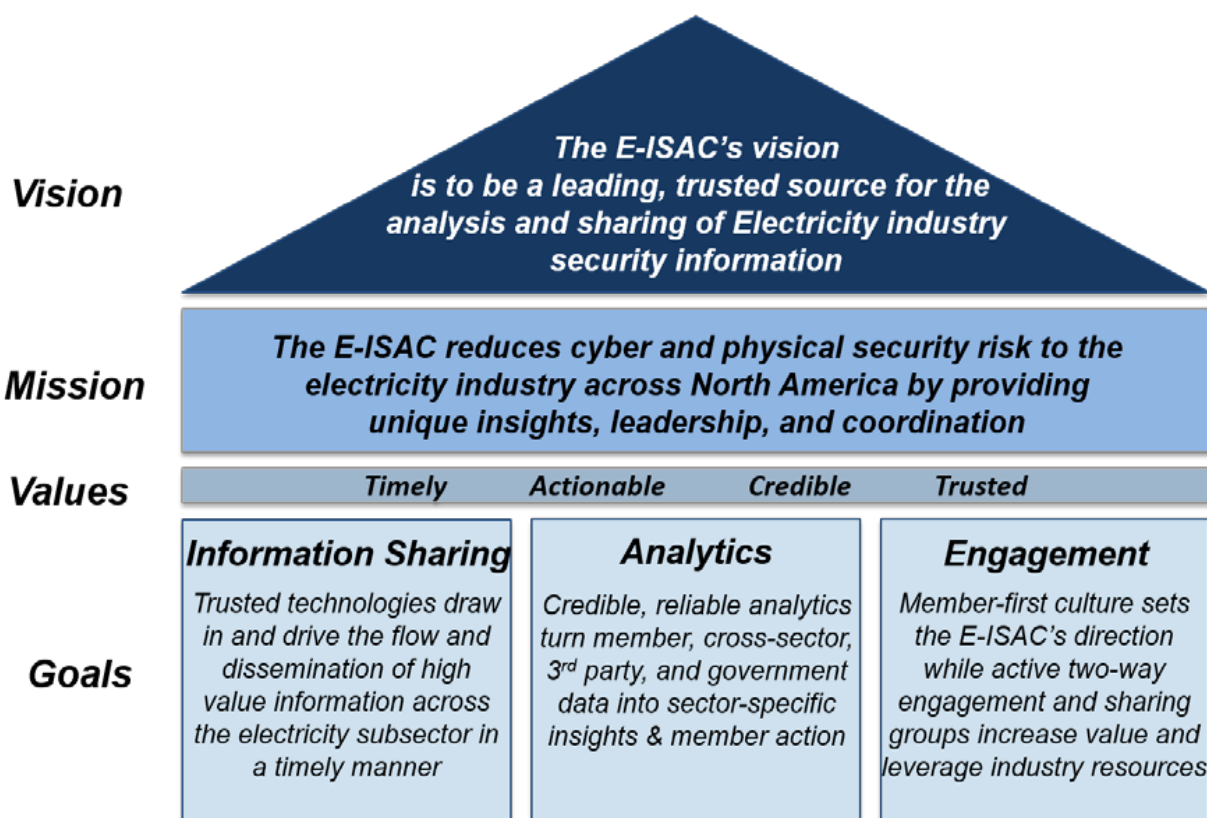 Vision
The E-ISAC's vision
is to be a leading, trusted source for the
analysis and sharing of Electricity industry
security information
Mission
The E-ISAC reduces cyber and physical security risk to the
electricity industry across North America by providing
unique insights, leadership, and coordination
Values
Timely Actionable Credible Trusted
Goals
Information Sharing
Trusted technologies draw
in and drive the flow and
dissemination of high
value information across
the electricity subsector in
a timely manner
Analytics
Credible, reliable analytics
turn member, cross-sector,
3rd party, and government
data into sector-specific
insights & member action
Engagement
Member-first culture sets
the E-ISAC's direction
while active two-way
engagement and sharing
groups increase value and
leverage industry resources